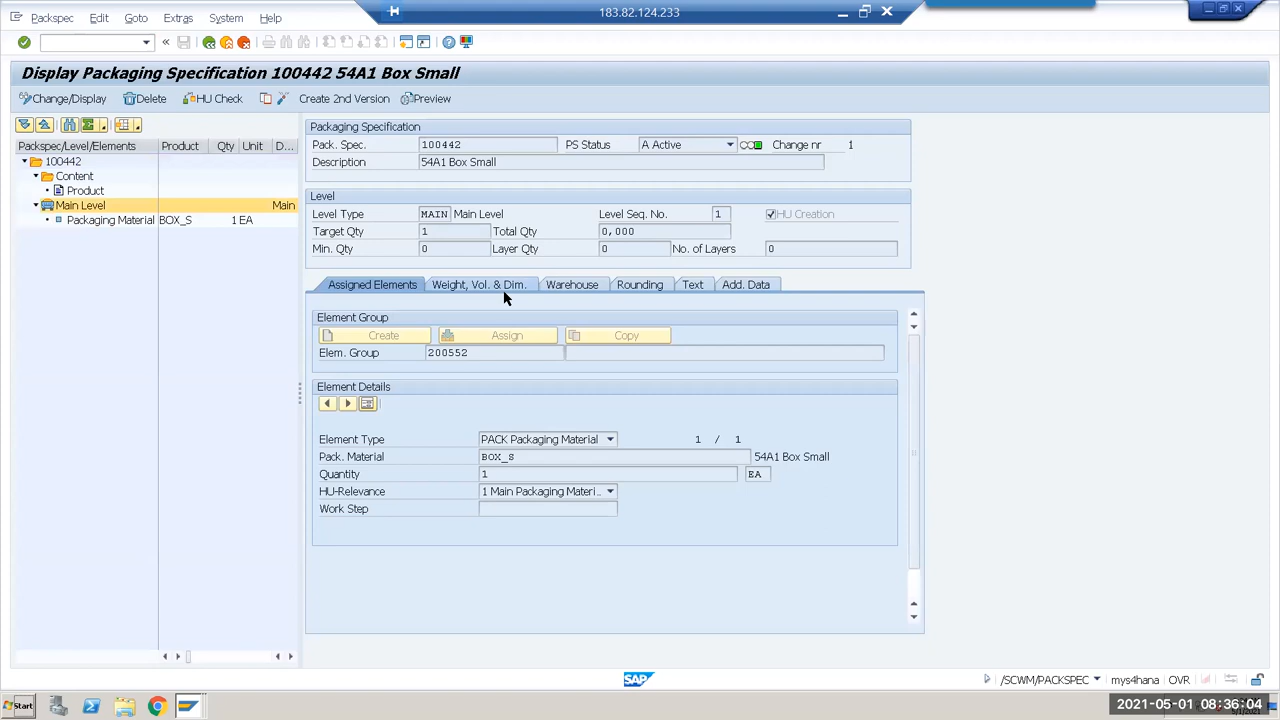 183.82.124.233
Packspec Edit Goto Extras System Help
Display Packaging Specification 100442 54A1 Box Small
Change/Display Delete HU Check Create 2nd Version Preview
Packspec/Level/Elements Product Qty Unit D...
100442
Content
Product
Main Level Main
Packaging Material BOX_S 1 EA
Packaging Specification
Pack. Spec. 100442 PS Status A Active Change nr 1
Description 54A1 Box Small
Level
Level Type MAIN Main Level Level Seq. No. 1 HU Creation
Target Qty 1 Total Qty 0,000
Min. Qty 0 Layer Qty 0 No. of Layers 0
Assigned Elements Weight, Vol. & Dim. Warehouse Rounding Text Add. Data
Element Group
Create Assign Copy
Elem. Group 200552
Element Details
Element Type PACK Packaging Material 1 / 1
Pack. Material BOX_S 54A1 Box Small
Quantity 1 EA
HU-Relevance 1 Main Packaging Materi..
Work Step
SAP
/SCWM/PACKSPEC mys4hana OVR
Start
2021-05-01 08:36:04